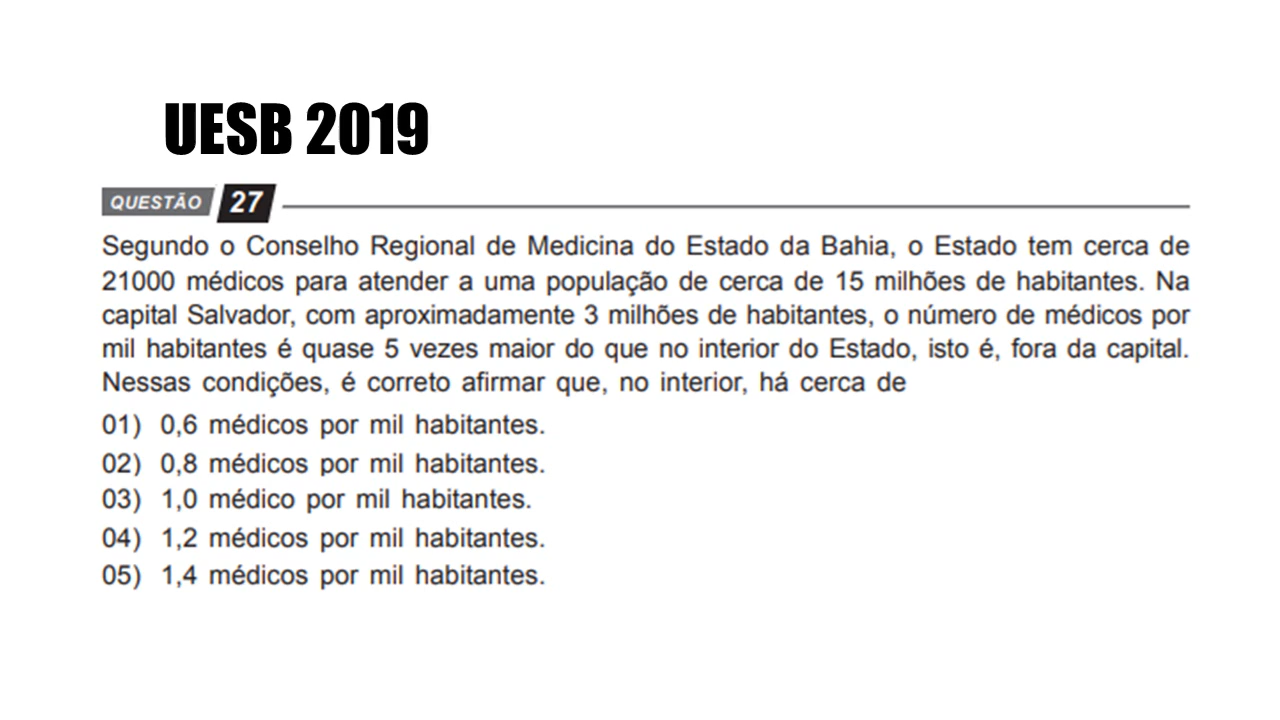 UESB 2019
QUESTÃO 27
Segundo o Conselho Regional de Medicina do Estado da Bahia, o Estado tem cerca de
21000 médicos para atender a uma população de cerca de 15 milhões de habitantes. Na
capital Salvador, com aproximadamente 3 milhões de habitantes, o número de médicos por
mil habitantes é quase 5 vezes maior do que no interior do Estado, isto é, fora da capital.
Nessas condições, é correto afirmar que, no interior, há cerca de
01) 0,6 médicos por mil habitantes.
02) 0,8 médicos por mil habitantes.
03) 1,0 médico por mil habitantes.
04) 1,2 médicos por mil habitantes.
05) 1,4 médicos por mil habitantes.